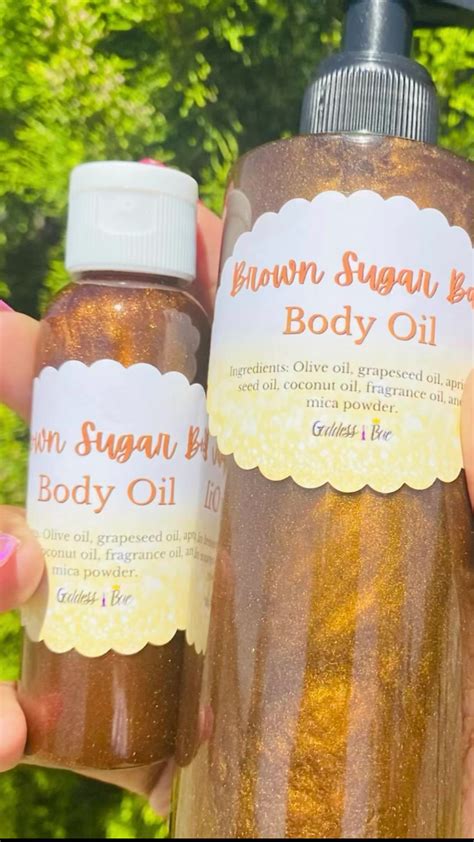 Brown Sugar Ba
Body Oil
Ingredients: Olive oil, grapeseed oil, apri
seed oil, coconut oil, fragrance oil, an
mica powder.
Goddess Bae
own Sugar Ba
Body Oil
Olive oil, grapeseed oil, apr
coconut oil, fragrance oil, an
mica powder.
Goddess Bae